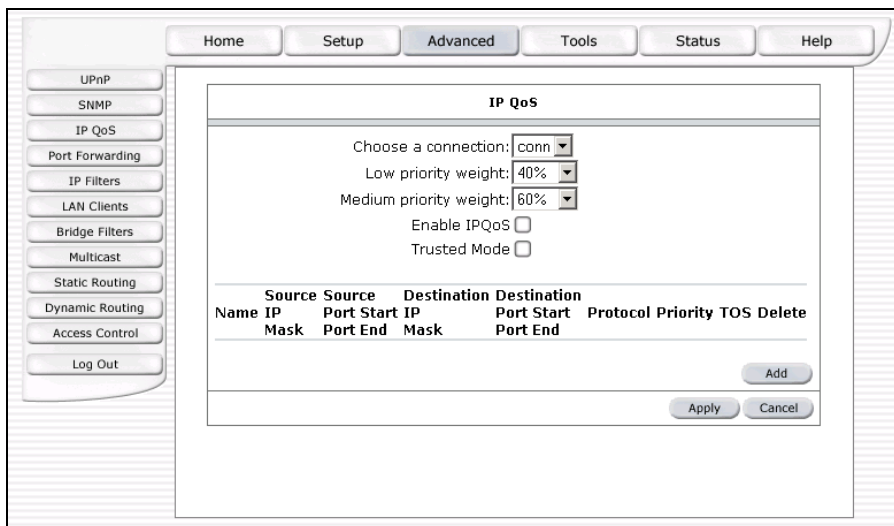 Home Setup Advanced Tools Status Help
UPnP
SNMP
IP QoS
Port Forwarding
IP Filters
LAN Clients
Bridge Filters
Multicast
Static Routing
Dynamic Routing
Access Control
Log Out
IP QoS
Choose a connection: conn
Low priority weight: 40%
Medium priority weight: 60%
Enable IPQoS
Trusted Mode
Source Source Destination Destination
Name IP Port Start IP Port Start Protocol Priority TOS Delete
Mask Port End Mask Port End
Add
Apply Cancel